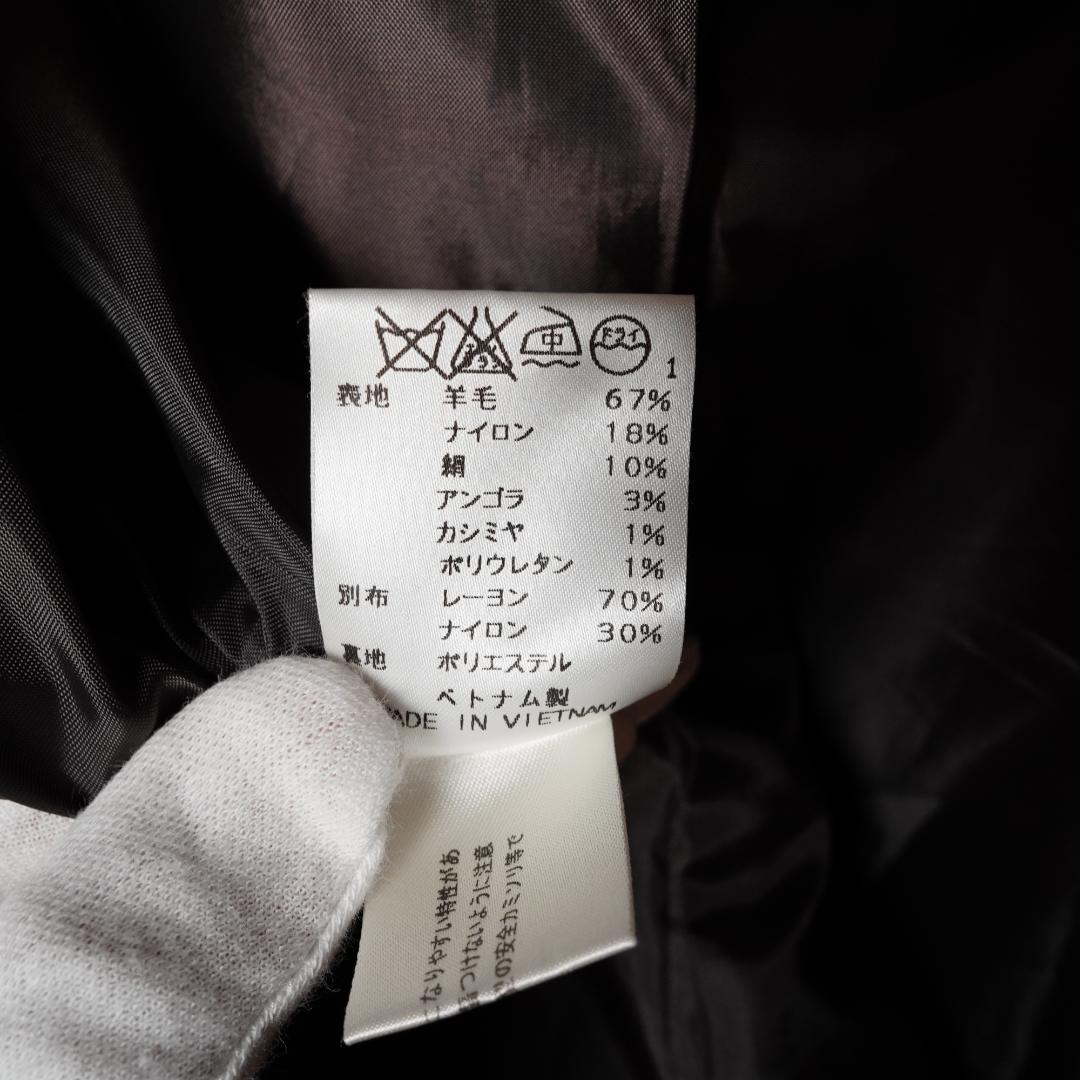 中 ドライ
1
表地 羊毛 67%
ナイロン 18%
絹 10%
アンゴラ 3%
カシミヤ 1%
ポリウレタン 1%
別布 レーヨン 70%
ナイロン 30%
裏地 ポリエステル
ベトナム製
ADE IN VIETNAM
なりやすい特性があ
つけないように注意
の安全カミソリ等で